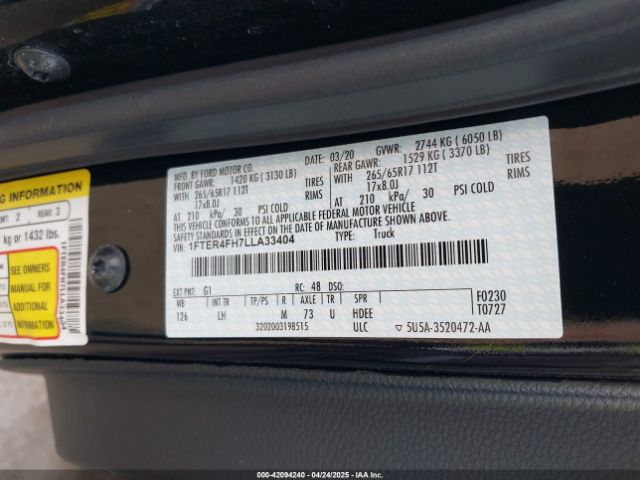 MFD. BY FORD MOTOR CO.
DATE: 03/20 GVWR: 2744 KG ( 6050 LB)
FRONT GAWR: 1420 KG ( 3130 LB) REAR GAWR: 1529 KG ( 3370 LB)
WITH 265/65R17 112T TIRES WITH 265/65R17 112T TIRES
17x8.0J RIMS 17x8.0J RIMS
AT 210 kPa/ 30 PSI COLD AT 210 kPa/ 30 PSI COLD
THIS VEHICLE CONFORMS TO ALL APPLICABLE FEDERAL MOTOR VEHICLE
SAFETY STANDARDS IN EFFECT ON THE DATE OF MANUFACTURE SHOWN ABOVE.
VIN: 1FTER4FH7LLA33404 TYPE: Truck
EXT PNT: G1 RC: 48 DSO:
WB INT TR TP/PS R AXLE TR SPR F0230
126 LH M 73 U HDEE T0727
3202003198515 ULC ▽ 5U5A-3520472-AA
G INFORMATION
2 REAR: 3
kg or 1432 lbs.
SEE OWNERS
MANUAL FOR
ADDITIONAL
INFORMATION
1FTER4FH7LLA33404
000-42094240 - 04/24/2025 - COPYRIGHT © 2025 IAA, LLC.